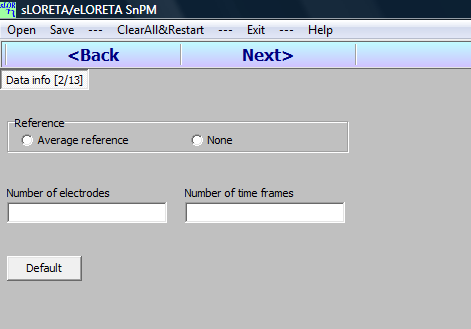 sLORETA/eLORETA SnPM
Open Save --- ClearAll&Restart --- Exit --- Help
<Back Next>
Data info [2/13]
Reference
Average reference None
Number of electrodes Number of time frames
Default